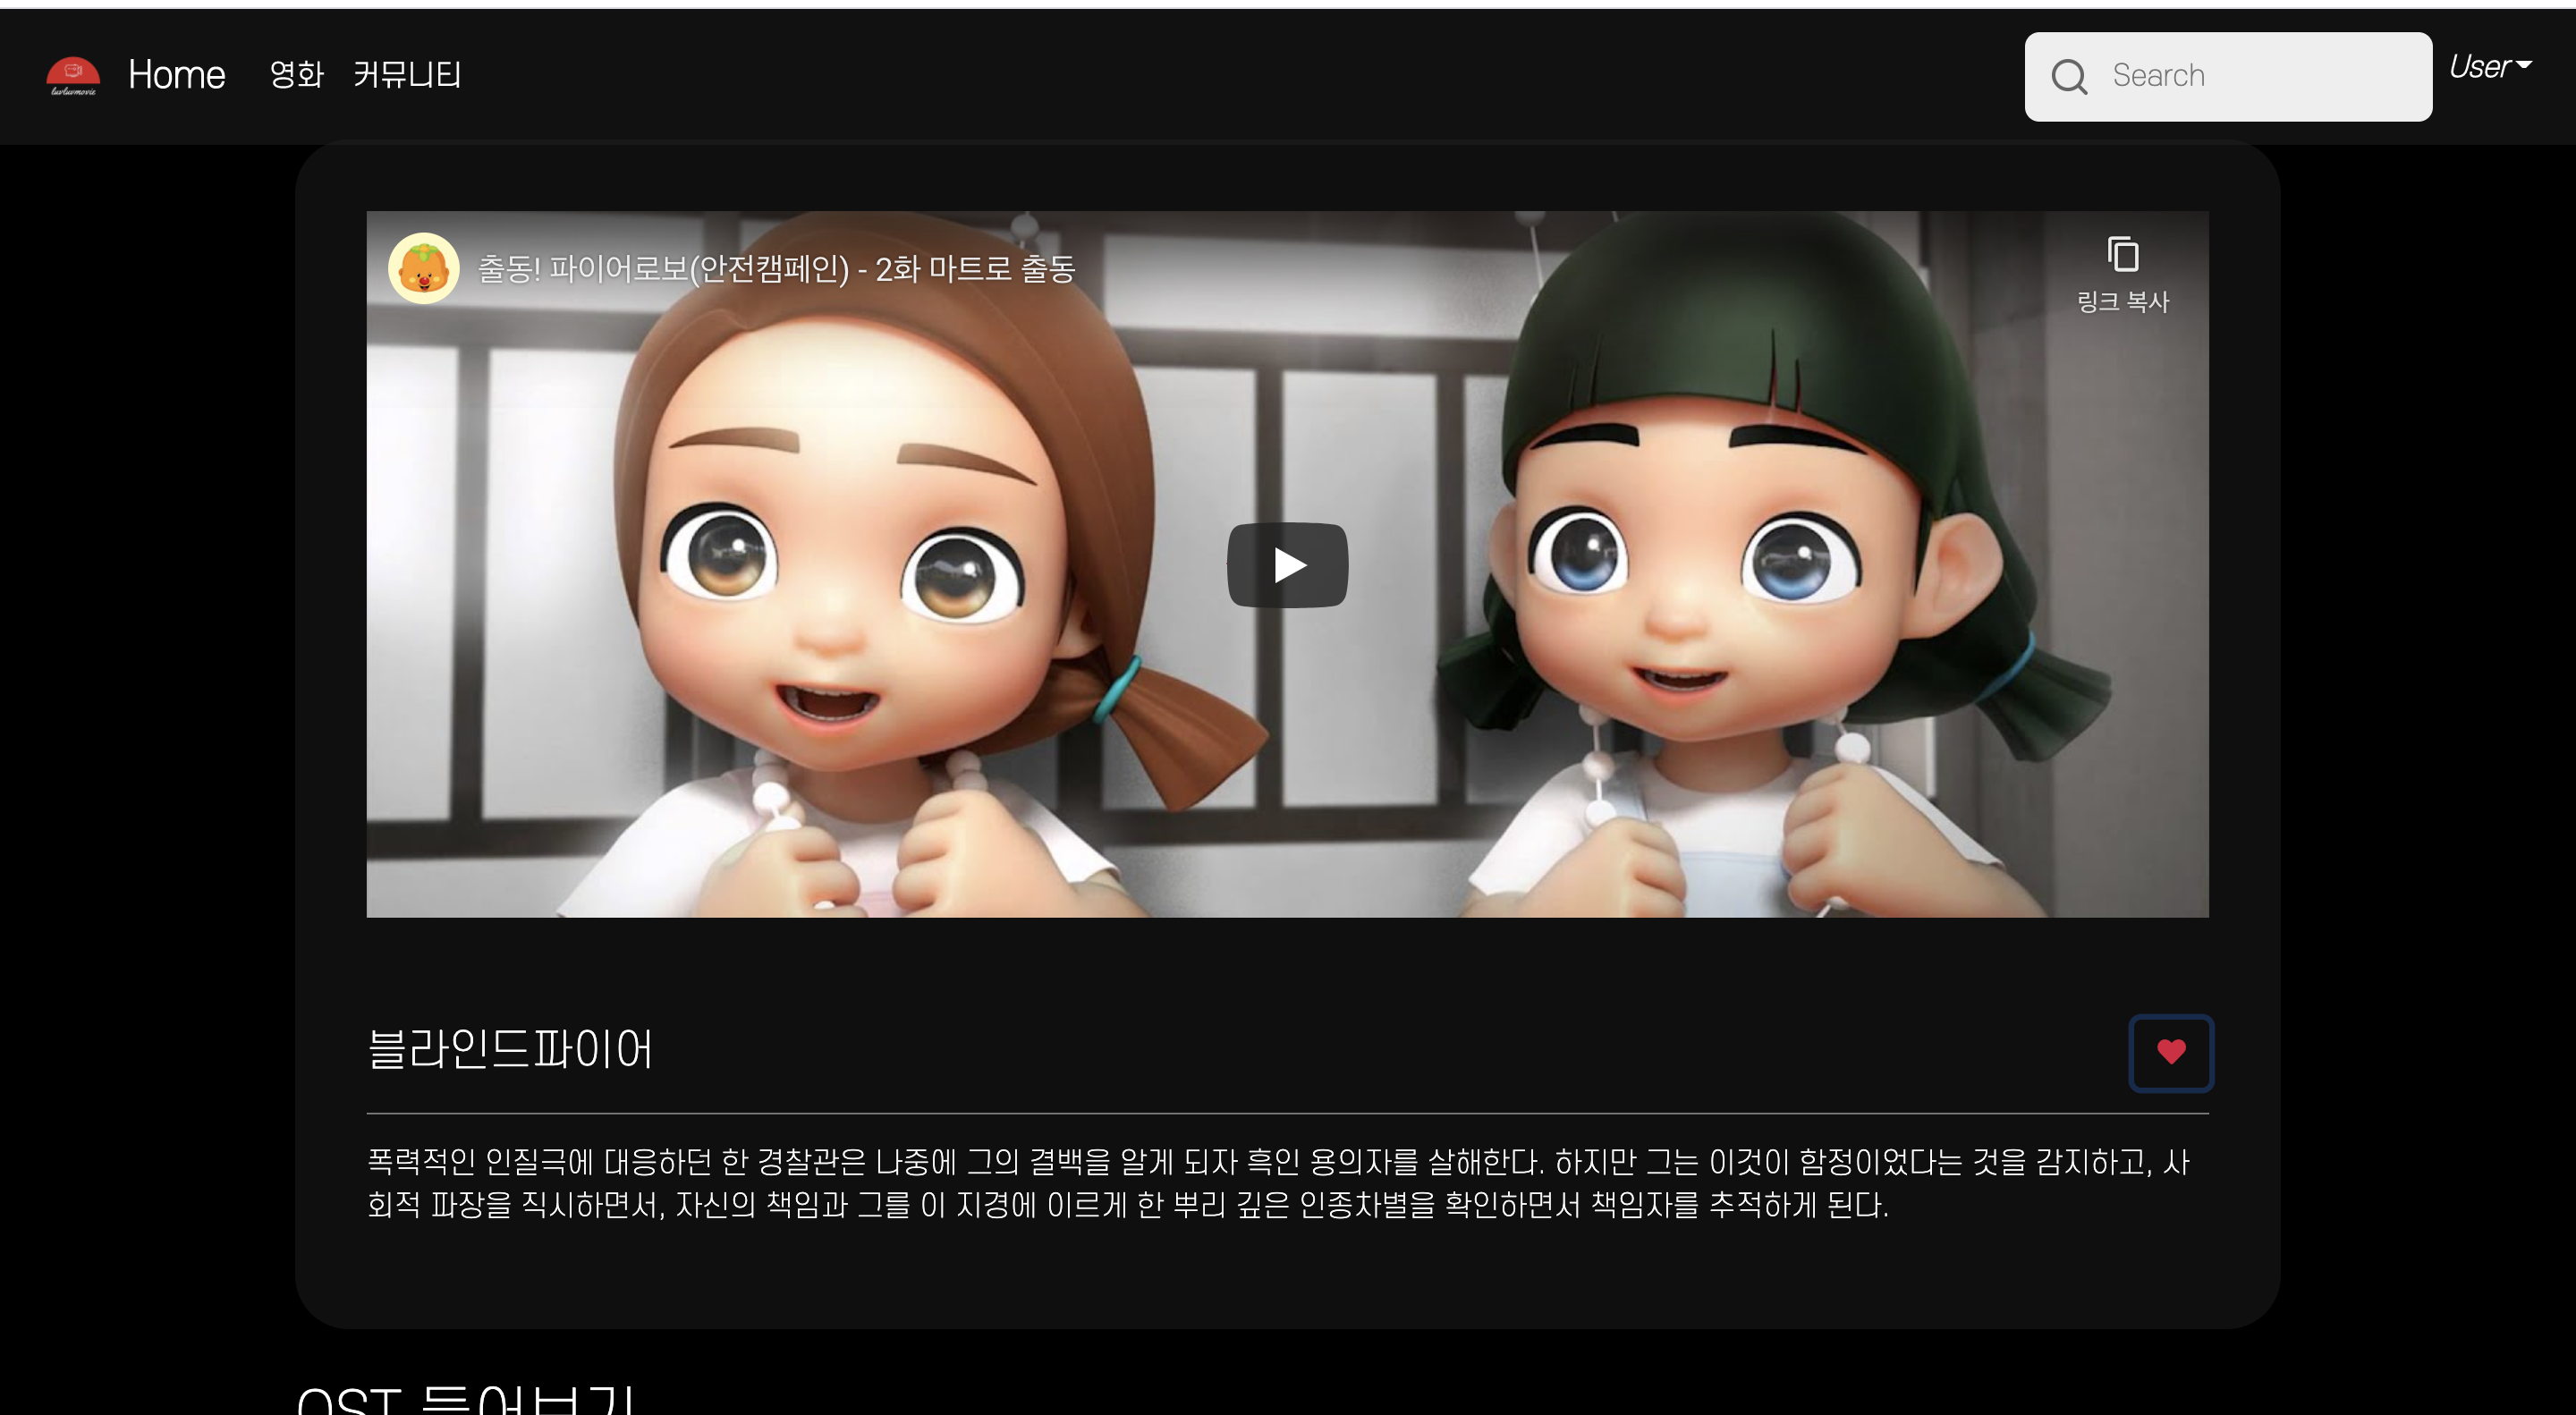 luvluvmovie
Home 영화 커뮤니티
Search
User
출동! 파이어로보(안전캠페인) - 2화 마트로 출동
링크 복사
블라인드파이어
폭력적인 인질극에 대응하던 한 경찰관은 나중에 그의 결백을 알게 되자 흑인 용의자를 살해한다. 하지만 그는 이것이 함정이었다는 것을 감지하고, 사
회적 파장을 직시하면서, 자신의 책임과 그를 이 지경에 이르게 한 뿌리 깊은 인종차별을 확인하면서 책임자를 추적하게 된다.
OST 들어보기